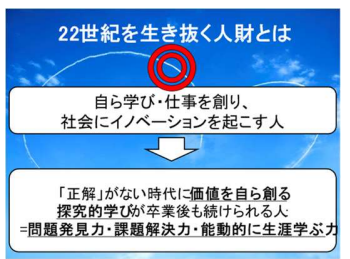 22世紀を生き抜く人財とは
自ら学び・仕事を創り、
社会にイノベーションを起こす人
「正解」がない時代に価値を自ら創る
探究的学びが卒業後も続けられる人
=問題発見力・課題解決力・能動的に生涯学ぶ力